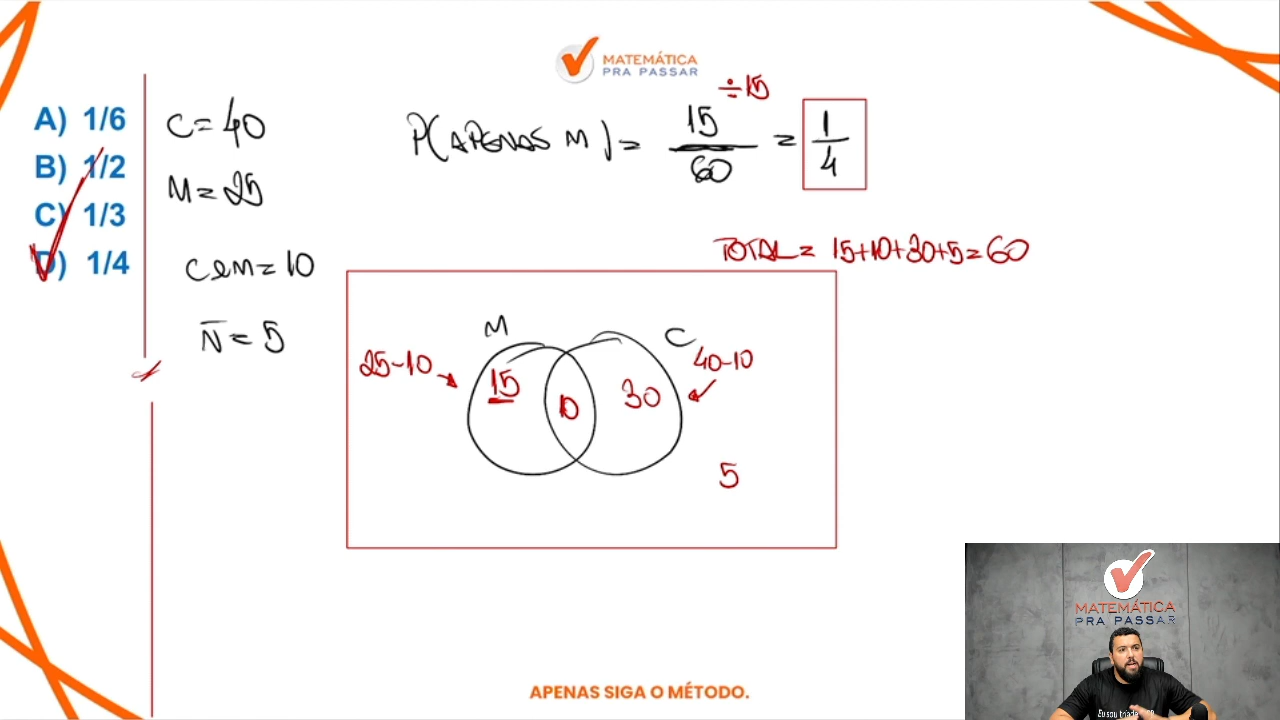 MATEMÁTICA
PRA PASSAR
A) 1/6
B) 1/2
C) 1/3
D) 1/4
C = 40
M = 25
C e M = 10
N̅ = 5
P(APENAS M) = 15/60 = 1/4
÷15
TOTAL = 15+10+30+5 = 60
M
C
25-10
40-10
15
10
30
5
MATEMÁTICA
PRA PASSAR
Eu sou
APENAS SIGA O MÉTODO.